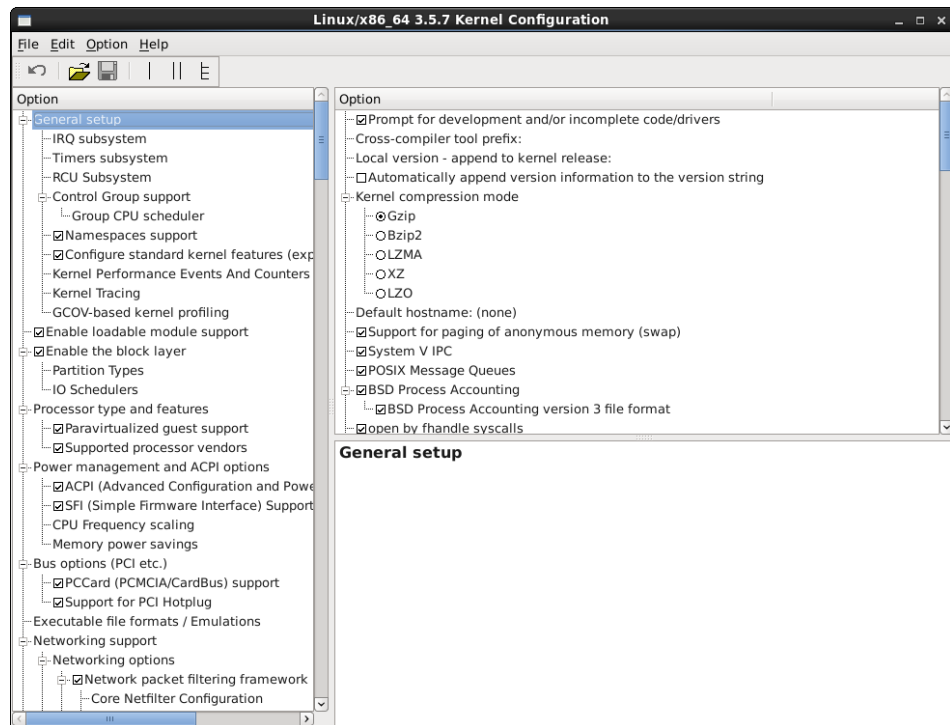 Linux/x86_64 3.5.7 Kernel Configuration
File Edit Option Help
Option
General setup
IRQ subsystem
Timers subsystem
RCU Subsystem
Control Group support
Group CPU scheduler
Namespaces support
Configure standard kernel features (exp
Kernel Performance Events And Counters
Kernel Tracing
GCOV-based kernel profiling
Enable loadable module support
Enable the block layer
Partition Types
IO Schedulers
Processor type and features
Paravirtualized guest support
Supported processor vendors
Power management and ACPI options
ACPI (Advanced Configuration and Powe
SFI (Simple Firmware Interface) Support
CPU Frequency scaling
Memory power savings
Bus options (PCI etc.)
PCCard (PCMCIA/CardBus) support
Support for PCI Hotplug
Executable file formats / Emulations
Networking support
Networking options
Network packet filtering framework
Core Netfilter Configuration
Option
Prompt for development and/or incomplete code/drivers
Cross-compiler tool prefix:
Local version - append to kernel release:
Automatically append version information to the version string
Kernel compression mode
Gzip
Bzip2
LZMA
XZ
LZO
Default hostname: (none)
Support for paging of anonymous memory (swap)
System V IPC
POSIX Message Queues
BSD Process Accounting
BSD Process Accounting version 3 file format
open by fhandle syscalls
General setup